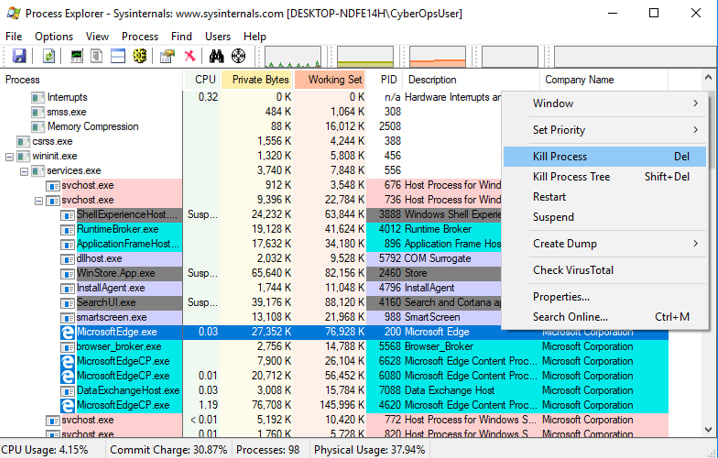 Process Explorer - Sysinternals: www.sysinternals.com [DESKTOP-NDFE14H\CyberOpsUser]
File Options View Process Find Users Help
Process CPU Private Bytes Working Set PID Description Company Name
Interrupts 0.32 0 K 0 K n/a Hardware Interrupts an
smss.exe 484 K 1,064 K 308
Memory Compression 88 K 16,012 K 2508
csrss.exe 1,556 K 4,244 K 388
wininit.exe 1,320 K 5,808 K 456
services.exe 3,740 K 7,848 K 556
svchost.exe 912 K 3,548 K 676 Host Process for Wind
svchost.exe 9,396 K 22,784 K 736 Host Process for Wind
ShellExperienceHost.... Susp... 24,232 K 63,844 K 3888 Windows Shell Experie
RuntimeBroker.exe 19,128 K 41,624 K 4012 Runtime Broker
ApplicationFrameHost... 17,632 K 34,180 K 896 Application Frame Host
dllhost.exe 2,032 K 9,528 K 5792 COM Surrogate
WinStore.App.exe Susp... 65,640 K 82,156 K 2460 Store
InstallAgent.exe 1,744 K 11,048 K 4796 InstallAgent
SearchUI.exe Susp... 39,176 K 88,120 K 4160 Search and Cortana ap
smartscreen.exe 13,108 K 21,968 K 988 SmartScreen
MicrosoftEdge.exe 0.03 27,352 K 76,928 K 200 Microsoft Edge Microsoft Corporation
browser_broker.exe 2,756 K 14,788 K 5568 Browser_Broker Microsoft Corporation
MicrosoftEdgeCP.exe 7,900 K 26,104 K 6628 Microsoft Edge Content Proc... Microsoft Corporation
MicrosoftEdgeCP.exe 0.01 20,712 K 56,452 K 6080 Microsoft Edge Content Proc... Microsoft Corporation
DataExchangeHost.exe 0.03 3,008 K 15,784 K 7088 Data Exchange Host Microsoft Corporation
MicrosoftEdgeCP.exe 1.19 76,708 K 145,996 K 4620 Microsoft Edge Content Proc... Microsoft Corporation
svchost.exe < 0.01 5,192 K 10,420 K 772 Host Process for Windows S... Microsoft Corporation
svchost.exe 0.01 1,760 K 5,728 K 820 Host Process for Windows S... Microsoft Corporation
Window
Set Priority
Kill Process Del
Kill Process Tree Shift+Del
Restart
Suspend
Create Dump
Check VirusTotal
Properties...
Search Online... Ctrl+M
CPU Usage: 4.15% Commit Charge: 30.87% Processes: 98 Physical Usage: 37.94%